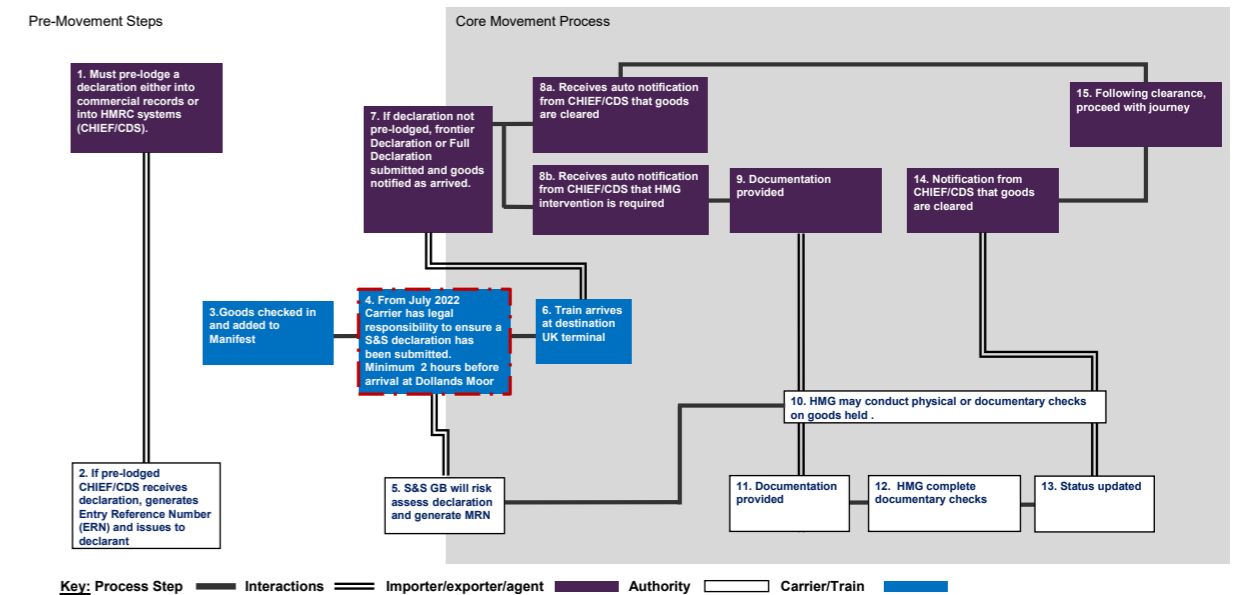 Pre-Movement Steps
Core Movement Process
1. Must pre-lodge a
declaration either into
commercial records or
into HMRC systems
(CHIEF/CDS).
2. If pre-lodged
CHIEF/CDS receives
declaration, generates
Entry Reference Number
(ERN) and issues to
declarant
3.Goods checked in
and added to
Manifest
4. From July 2022
Carrier has legal
responsibility to ensure a
S&S declaration has
been submitted.
Minimum 2 hours before
arrival at Dollands Moor
5. S&S GB will risk
assess declaration
and generate MRN
6. Train arrives
at destination
UK terminal
7. If declaration not
pre-lodged, frontier
Declaration or Full
Declaration
submitted and goods
notified as arrived.
8a. Receives auto notification
from CHIEF/CDS that goods
are cleared
8b. Receives auto notification
from CHIEF/CDS that HMG
intervention is required
9. Documentation
provided
10. HMG may conduct physical or documentary checks
on goods held .
11. Documentation
provided
12. HMG complete
documentary checks
13. Status updated
14. Notification from
CHIEF/CDS that goods
are cleared
15. Following clearance,
proceed with journey
Key: Process Step Interactions Importer/exporter/agent Authority Carrier/Train